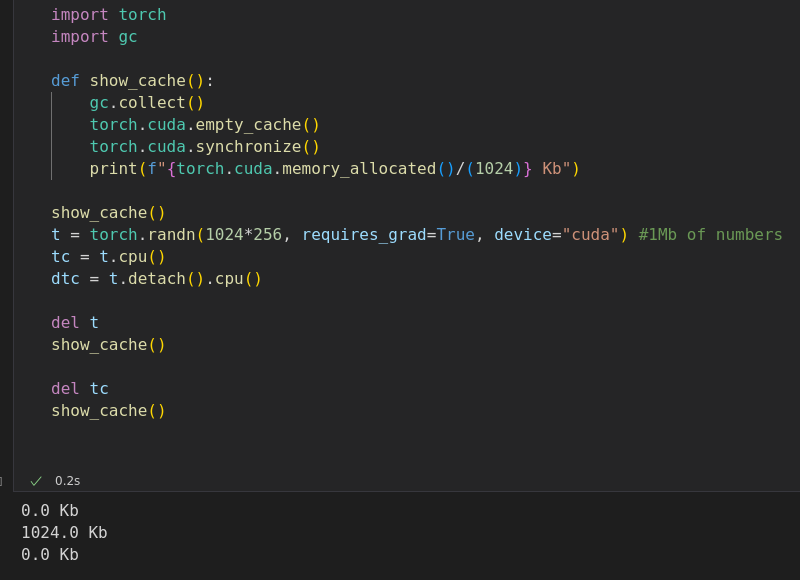 import torch
import gc
def show_cache():
    gc.collect()
    torch.cuda.empty_cache()
    torch.cuda.synchronize()
    print(f"{torch.cuda.memory_allocated()/(1024)} Kb")
show_cache()
t = torch.randn(1024*256, requires_grad=True, device="cuda") #1Mb of numbers
tc = t.cpu()
dtc = t.detach().cpu()
del t
show_cache()
del tc
show_cache()
0.2s
0.0 Kb
1024.0 Kb
0.0 Kb